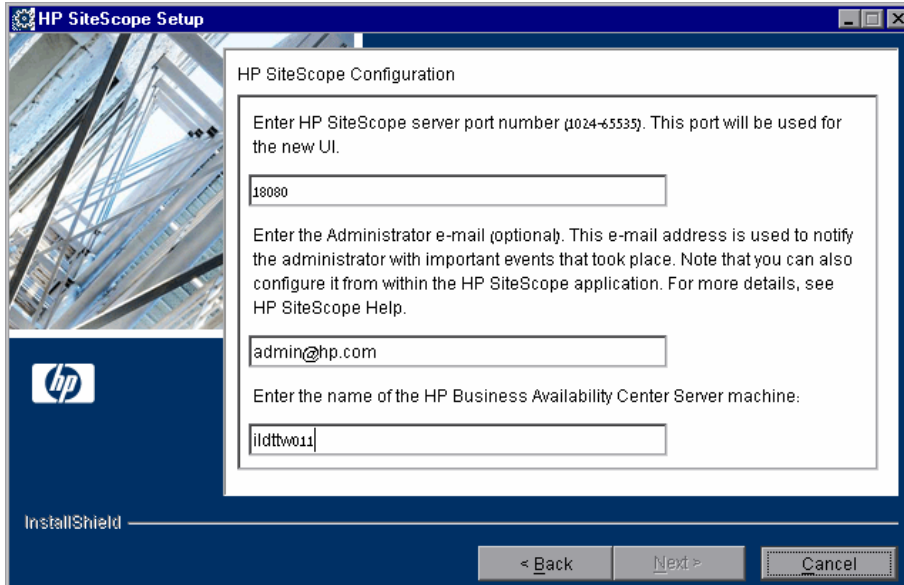 HP SiteScope Setup
HP SiteScope Configuration
Enter HP SiteScope server port number (1024-65535). This port will be used for
the new UI.
18080
Enter the Administrator e-mail (optional). This e-mail address is used to notify
the administrator with important events that took place. Note that you can also
configure it from within the HP SiteScope application. For more details, see
HP SiteScope Help.
admin@hp.com
hp
Enter the name of the HP Business Availability Center Server machine:
ildttw011
InstallShield
< Back
Next >
Cancel